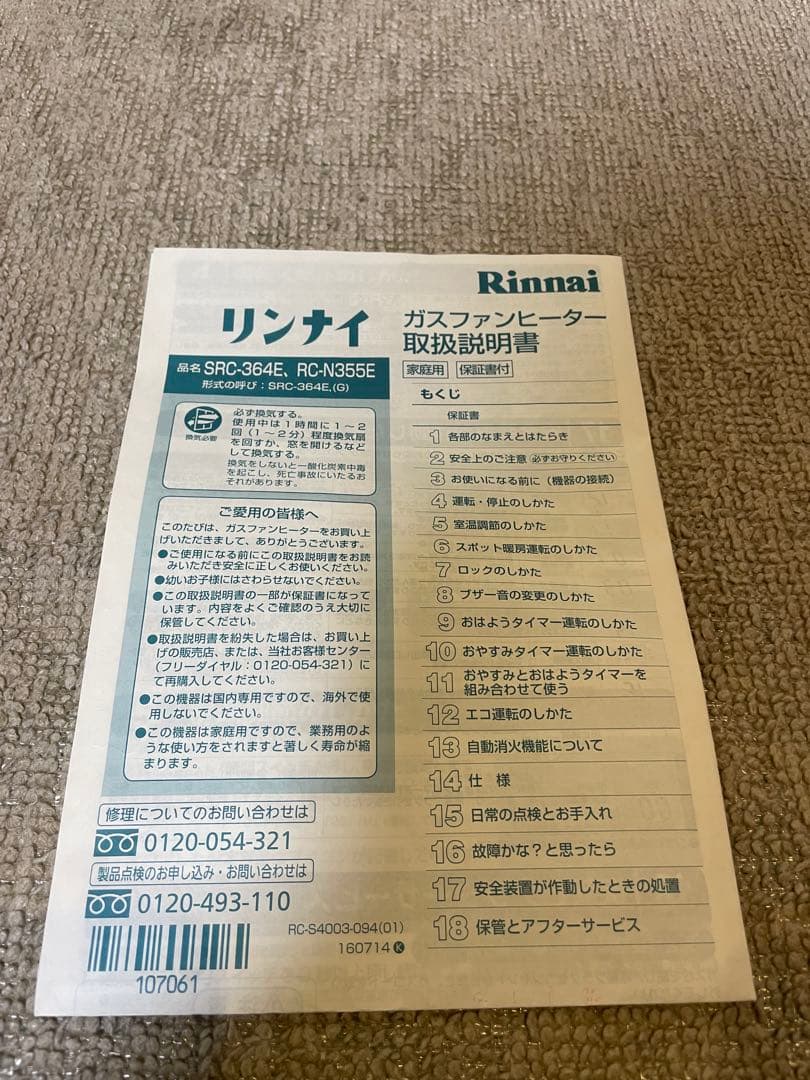 Rinnai
リンナイ
ガスファンヒーター
取扱説明書
家庭用 保証書付
品名 SRC-364E、RC-N355E
形式の呼び：SRC-364E,(G)
換気必要
必ず換気する。
使用中は１時間に１〜２
回（１〜２分）程度換気扇
を回すか、窓を開けるなど
して換気する。
換気をしないと一酸化炭素中毒
を起こし、死亡事故にいたるお
それがあります。
ご愛用の皆様へ
このたびは、ガスファンヒーターをお買い上
げいただきまして、ありがとうございます。
●ご使用になる前にこの取扱説明書をお読
みいただき安全に正しくお使いください。
●幼いお子様にはさわらせないでください。
●この取扱説明書の一部が保証書になって
います。内容をよくご確認のうえ大切に
保管してください。
●取扱説明書を紛失した場合は、お買い上
げの販売店、または、当社お客様センター
（フリーダイヤル：0120-054-321）に
て再購入してください。
●この機器は国内専用ですので、海外で使
用しないでください。
●この機器は家庭用ですので、業務用のよ
うな使い方をされますと著しく寿命が縮
まります。
修理についてのお問い合わせは
0120-054-321
製品点検のお申し込み・お問い合わせは
0120-493-110
107061
RC-S4003-094(01)
160714 K
もくじ
保証書
1 各部のなまえとはたらき
2 安全上のご注意 必ずお守りください
3 お使いになる前に（機器の接続）
4 運転・停止のしかた
5 室温調節のしかた
6 スポット暖房運転のしかた
7 ロックのしかた
8 ブザー音の変更のしかた
9 おはようタイマー運転のしかた
10 おやすみタイマー運転のしかた
11 おやすみとおはようタイマーを
組み合わせて使う
12 エコ運転のしかた
13 自動消火機能について
14 仕様
15 日常の点検とお手入れ
16 故障かな？と思ったら
17 安全装置が作動したときの処置
18 保管とアフターサービス